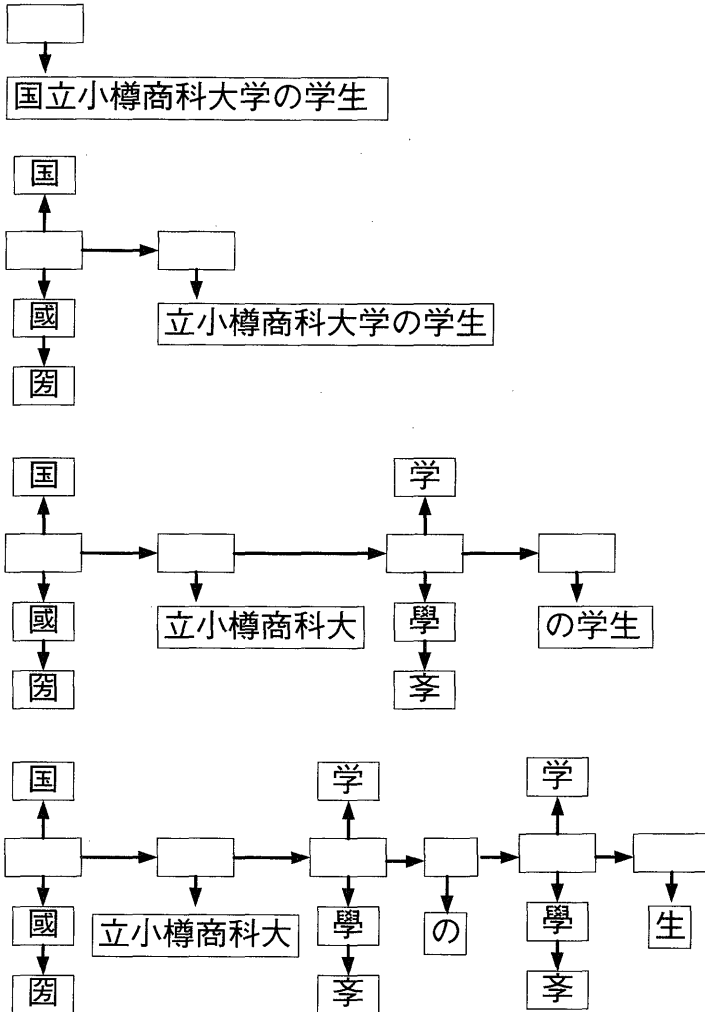 国立小樽商科大学の学生
国
國
立小樽商科大学の学生
圀
国 学
國 立小樽商科大 學 の学生
圀 斈
国 学 学
國 立小樽商科大 學 の 學 生
圀 斈 斈